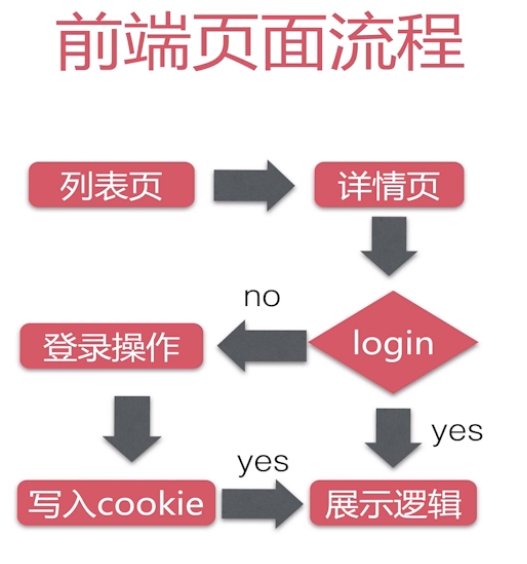 前端页面流程
列表页
详情页
no
登录操作
login
yes
yes
写入cookie
展示逻辑